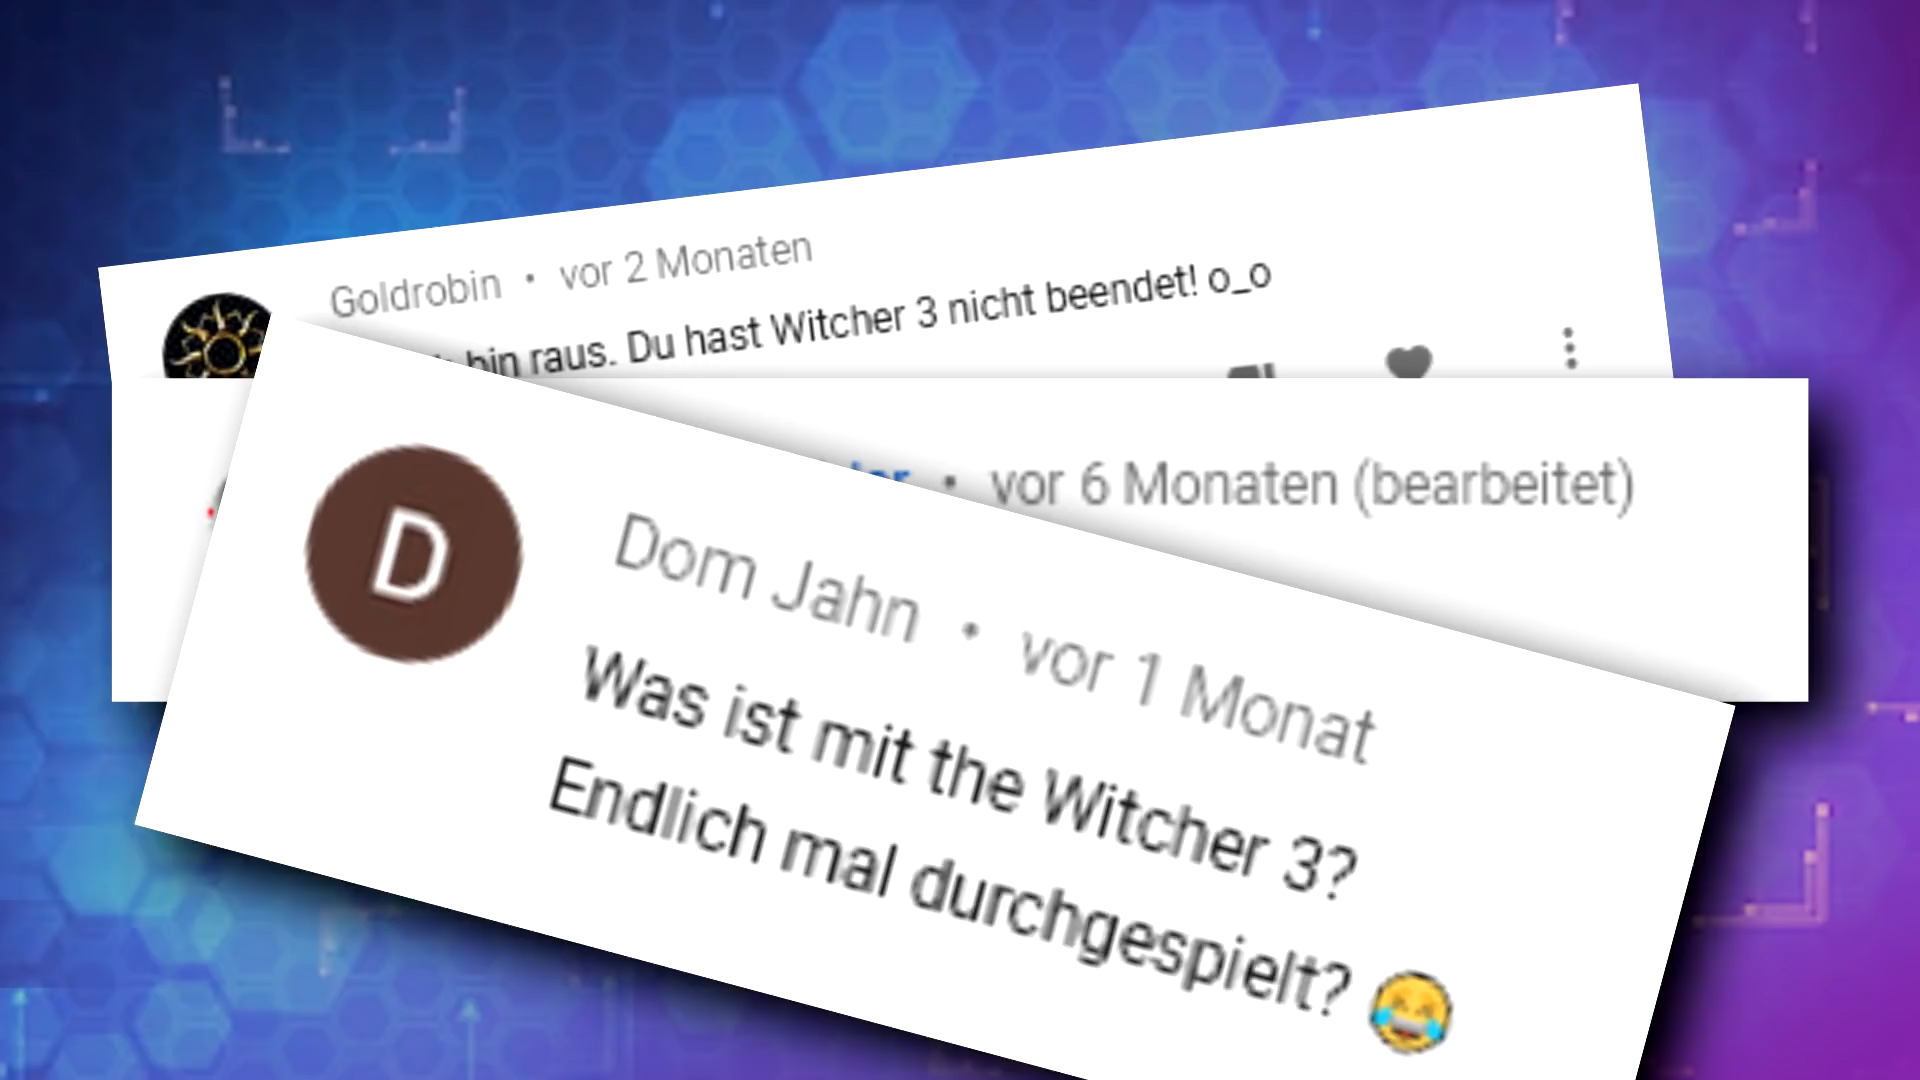 Goldrobin • vor 2 Monaten
bin raus. Du hast Witcher 3 nicht beendet! o_o
• vor 6 Monaten (bearbeitet)
D
Dom Jahn • vor 1 Monat
Was ist mit the Witcher 3?
Endlich mal durchgespielt? 😂